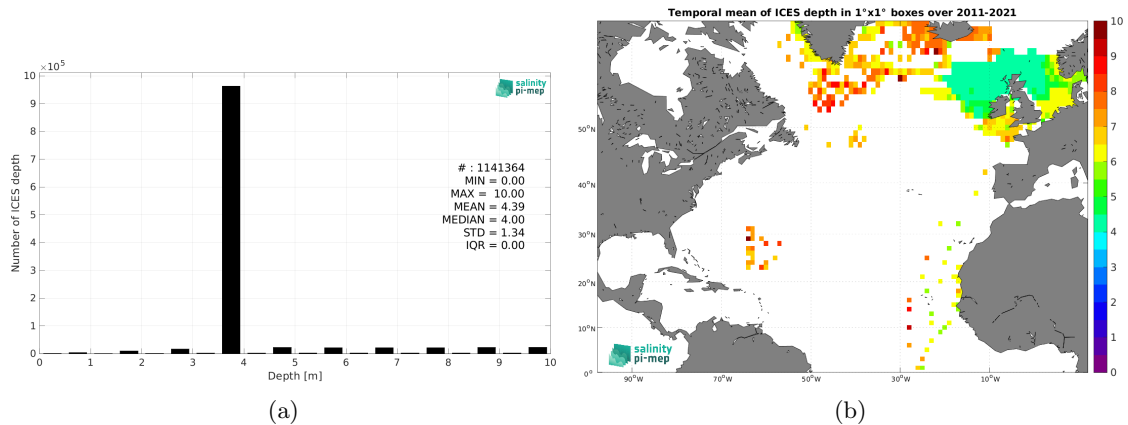 ×10⁵
10
9
8
7
6
5
4
3
2
1
0
Number of ICES depth
salinity
pi-mep
# : 1141364
MIN = 0.00
MAX = 10.00
MEAN = 4.39
MEDIAN = 4.00
STD = 1.34
IQR = 0.00
0 1 2 3 4 5 6 7 8 9 10
Depth [m]
(a)
Temporal mean of ICES depth in 1°x1° boxes over 2011-2021
50°N
40°N
30°N
20°N
10°N
0°
90°W 70°W 50°W 30°W 10°W
salinity
pi-mep
10
9
8
7
6
5
4
3
2
1
0
(b)